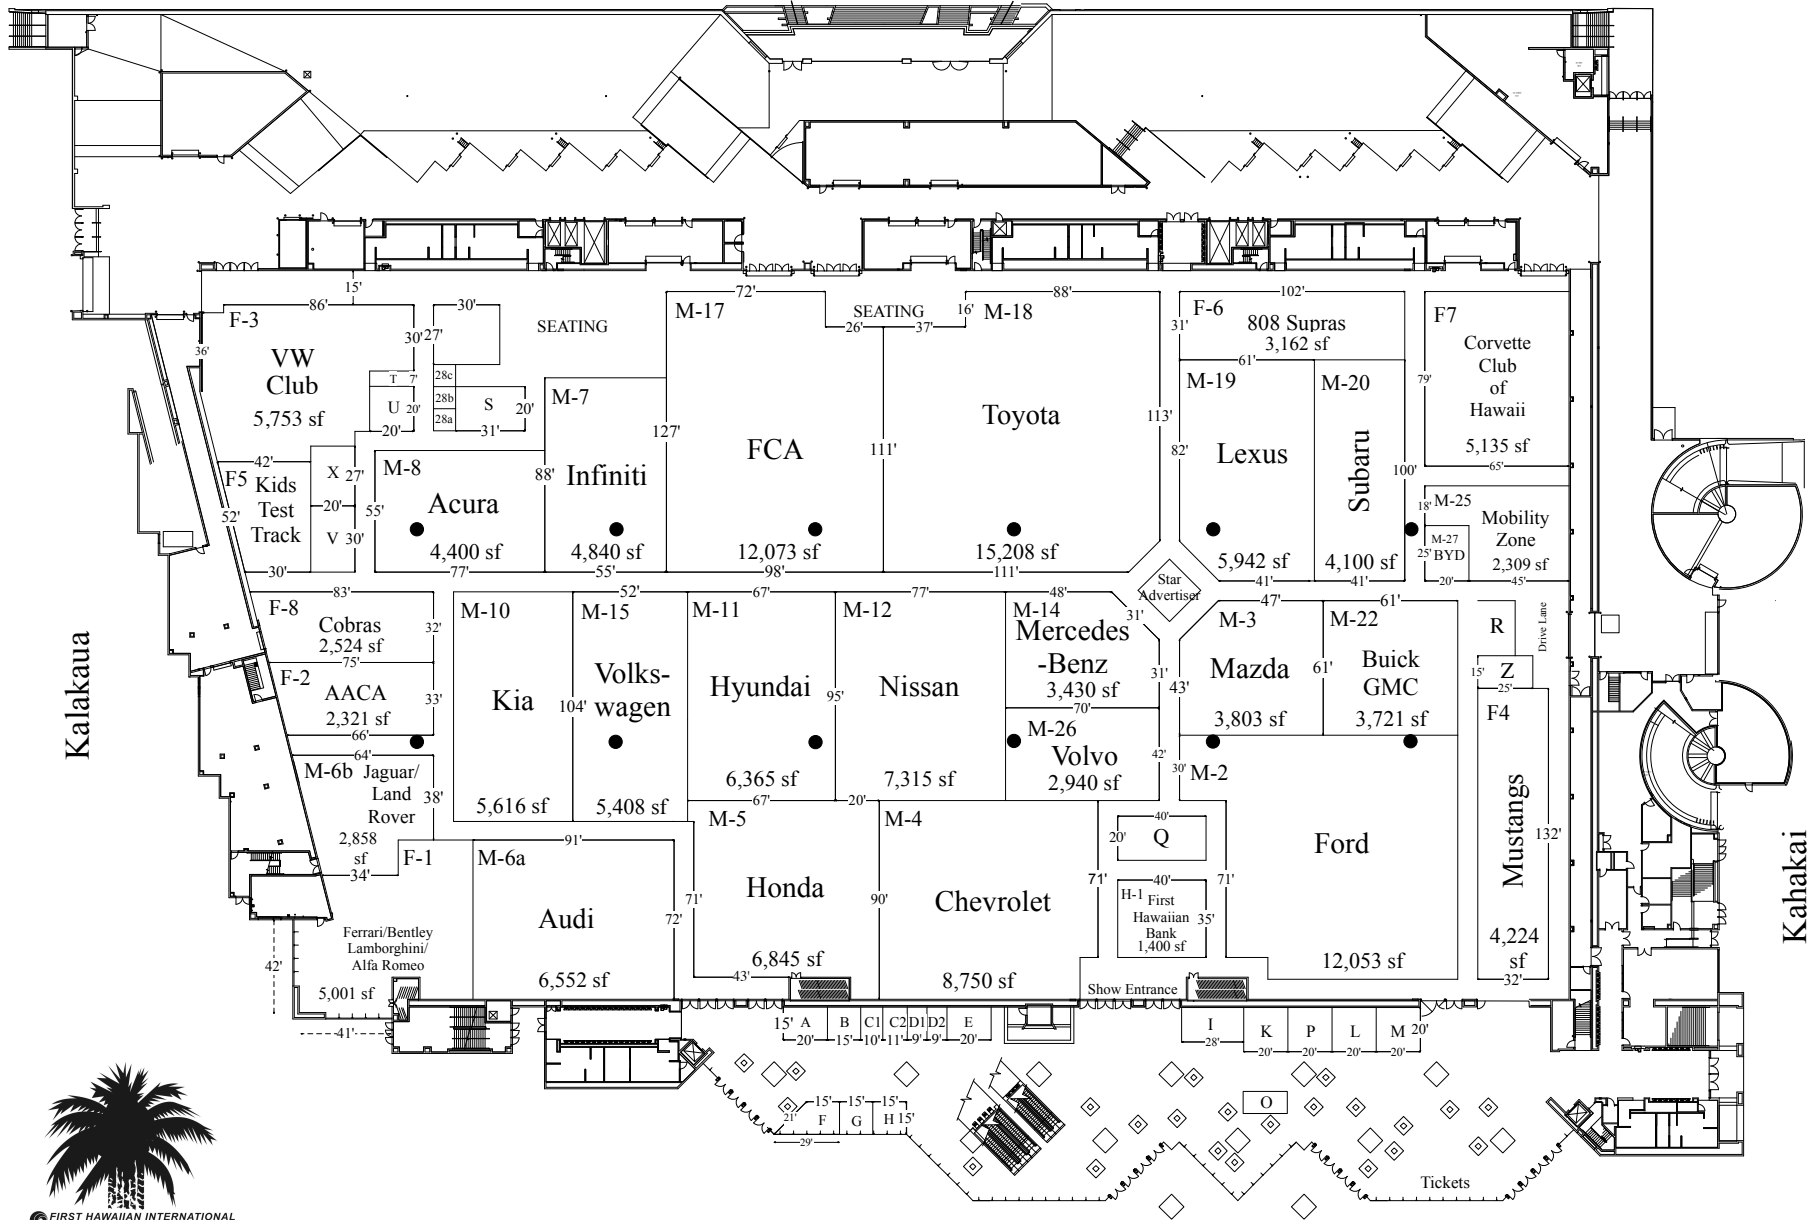 15'
86'
F-3
36'
VW
Club
5,753 sf
30'
T 7'
U 20'
20'
30'
27'
28c
28b
28a
S
20'
31'
SEATING
72'
M-17
127'
FCA
12,073 sf
98'
SEATING
26'
37'
16'
88'
M-18
Toyota
111'
113'
15,208 sf
111'
102'
F-6
31'
808 Supras
3,162 sf
61'
M-19
82'
Lexus
5,942 sf
41'
M-20
Subaru
100'
4,100 sf
41'
F7
Corvette
Club
of
Hawaii
79'
5,135 sf
65'
18'
M-25
Mobility
Zone
2,309 sf
45'
M-27
BYD
25'
20'
42'
F5
Kids
Test
Track
52'
30'
X 27'
20'
V 30'
M-8
55'
Acura
4,400 sf
77'
M-7
88'
Infiniti
4,840 sf
55'
Star
Advertiser
83'
F-8
Cobras
2,524 sf
32'
75'
F-2
AACA
2,321 sf
33'
66'
64'
M-6b
Jaguar/
Land
Rover
38'
2,858
sf
34'
F-1
Ferrari/Bentley
Lamborghini/
Alfa Romeo
5,001 sf
42'
41'
M-10
Kia
5,616 sf
52'
M-15
Volks-
wagen
104'
5,408 sf
67'
M-11
Hyundai
6,365 sf
67'
77'
M-12
95'
Nissan
7,315 sf
20'
48'
M-14
31'
Mercedes
-Benz
3,430 sf
31'
70'
M-26
Volvo
2,940 sf
42'
47'
M-3
Mazda
43'
3,803 sf
61'
M-22
61'
Buick
GMC
3,721 sf
30'
M-2
Ford
71'
12,053 sf
R
Drive Lane
15'
Z
25'
F4
Mustangs
132'
4,224
sf
32'
91'
M-6a
Audi
72'
6,552 sf
M-5
Honda
71'
6,845 sf
43'
M-4
90'
Chevrolet
71'
8,750 sf
40'
20'
Q
40'
H-1 First
Hawaiian
Bank
1,400 sf
35'
Show Entrance
Kalakaua
Kahakai
15'
A B C1 C2 D1 D2 E
20' 15' 10' 11' 9' 9' 20'
I K P L M 20'
28' 20' 20' 20' 20'
15' 15' 15'
21'
F G H 15'
29'
O
Tickets
FIRST HAWAIIAN INTERNATIONAL